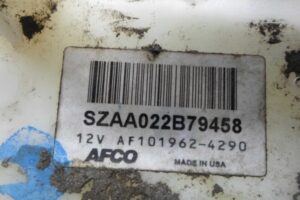 SZAA022B79458
12V AF101962-4290
AFCO
MADE IN USA